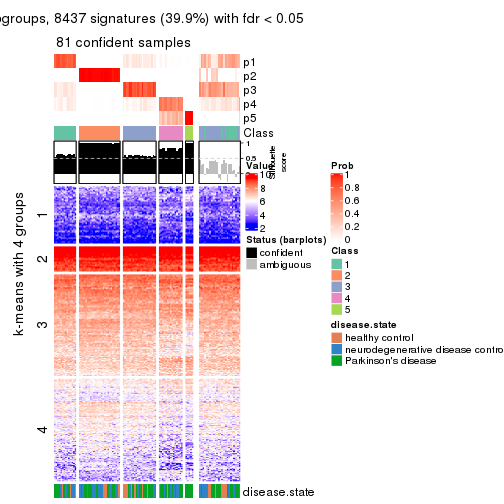 ogroups, 8437 signatures (39.9%) with fdr < 0.05
81 confident samples
p1
p2
p3
p4
p5
Class
1
0.5
0
Silhouette
score
k-means with 4 groups
1
2
3
4
disease.state
Value
10
8
6
4
2
Status (barplots)
confident
ambiguous
Prob
1
0.8
0.6
0.4
0.2
0
Class
1
2
3
4
5
disease.state
healthy control
neurodegenerative disease contro
Parkinson's disease